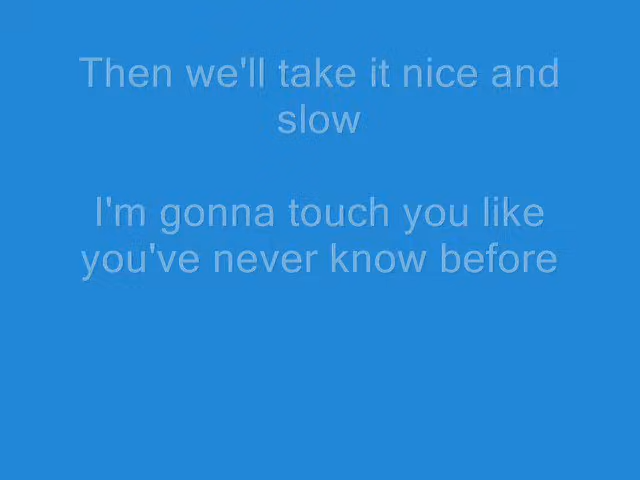 Then we'll take it nice and
slow
I'm gonna touch you like
you've never know before